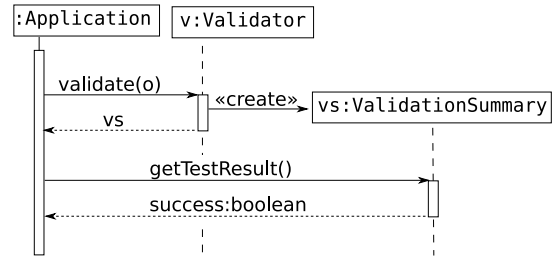 :Application
v:Validator
validate(o)
«create»
vs:ValidationSummary
vs
getTestResult()
success:boolean